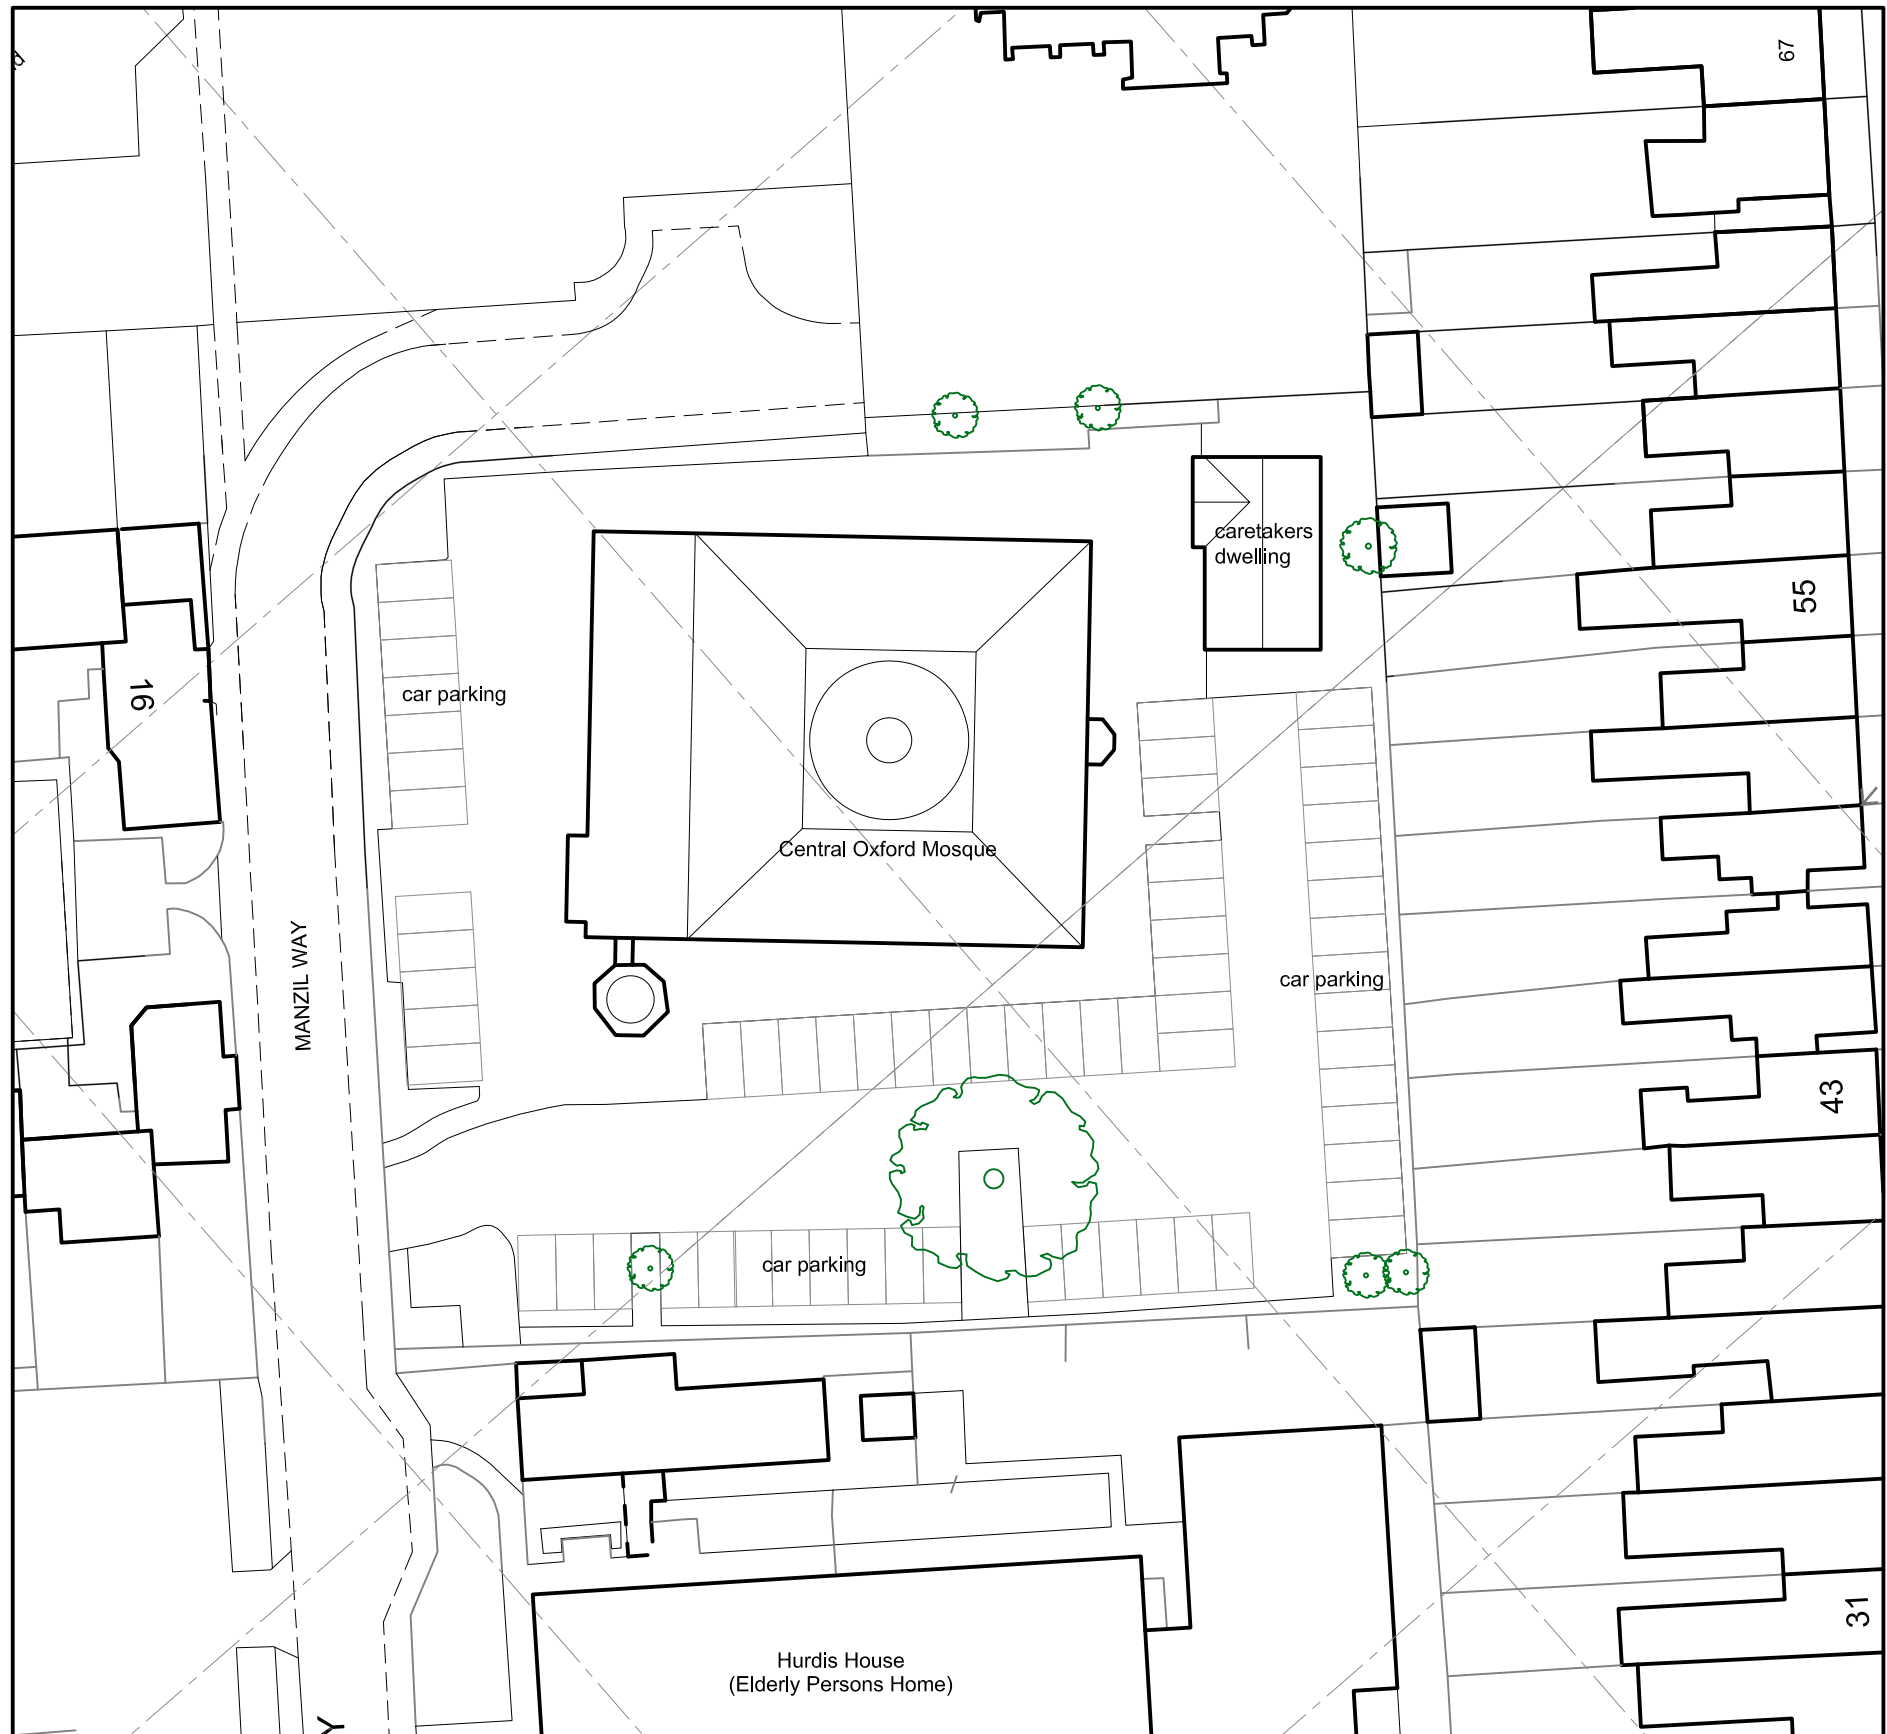 67
caretakers
dwelling
55
16
car parking
Central Oxford Mosque
MANZIL WAY
car parking
43
car parking
31
Hurdis House
(Elderly Persons Home)
Y